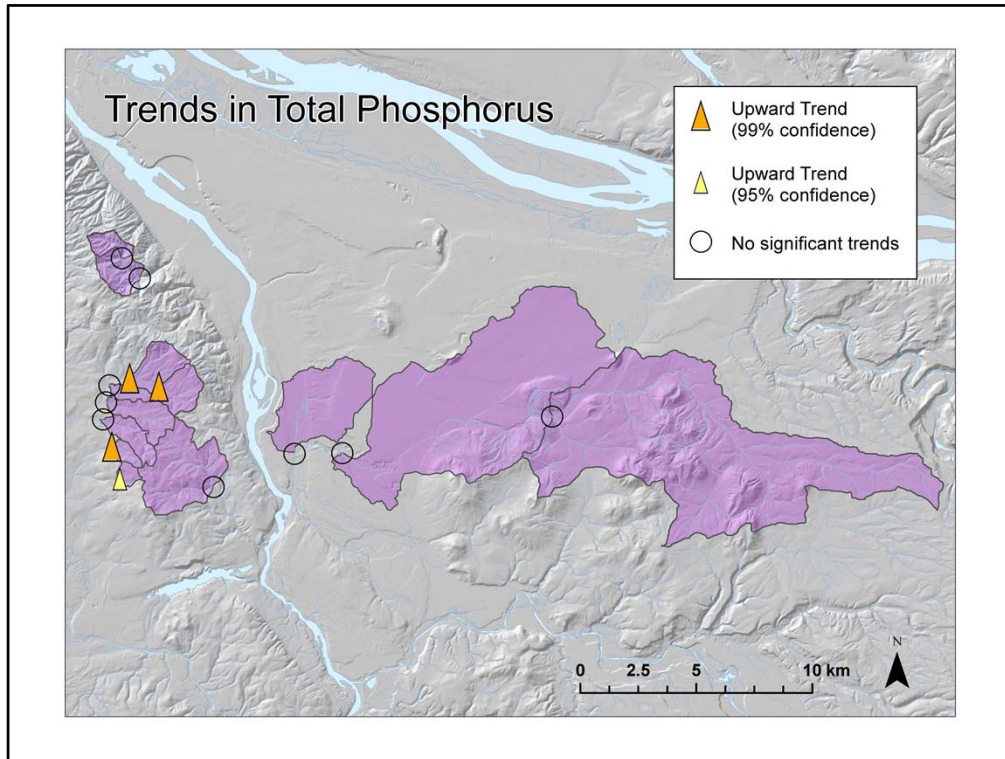 Trends in Total Phosphorus
Upward Trend
(99% confidence)
Upward Trend
(95% confidence)
No significant trends
N
0 2.5 5 10 km